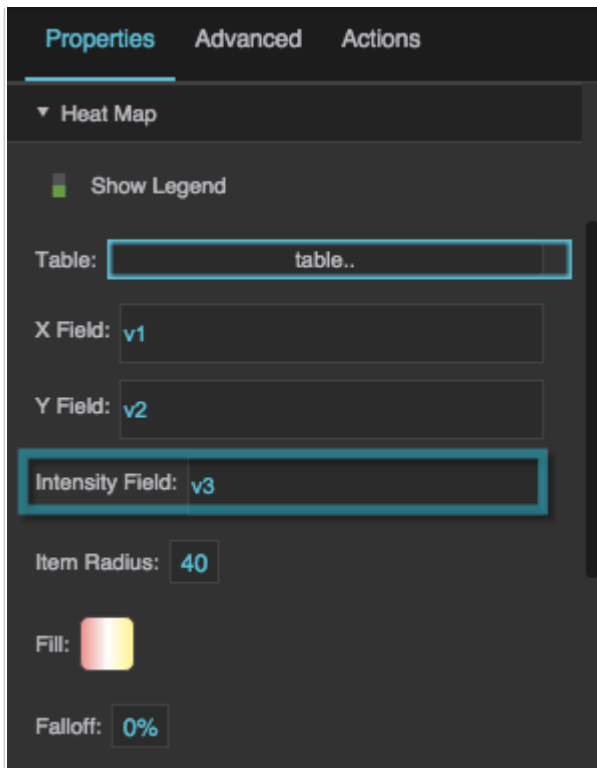 Properties Advanced Actions
Heat Map
Show Legend
Table: table..
X Field: v1
Y Field: v2
Intensity Field: v3
Item Radius: 40
Fill:
Falloff: 0%